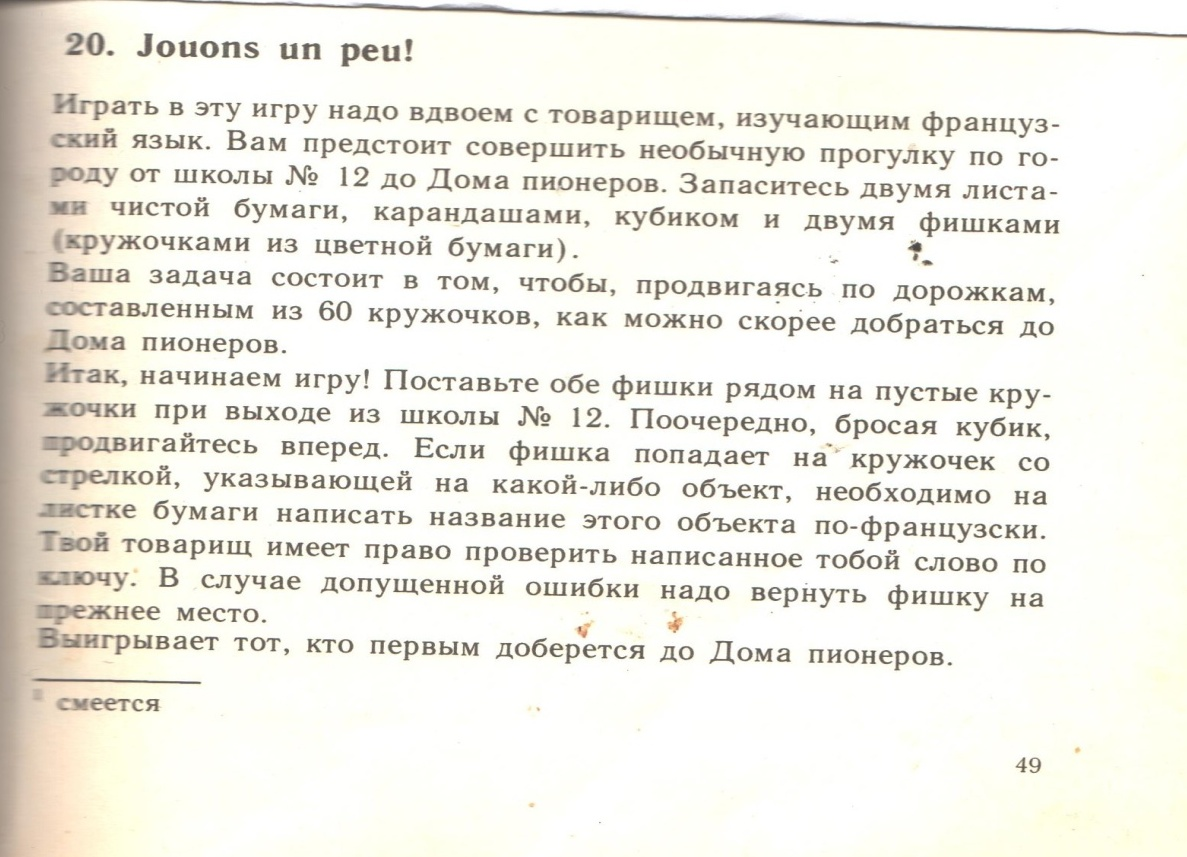 20. Jouons un peu!
Играть в эту игру надо вдвоем с товарищем, изучающим француз-
ский язык. Вам предстоит совершить необычную прогулку по го-
роду от школы № 12 до Дома пионеров. Запаситесь двумя листа-
ми чистой бумаги, карандашами, кубиком и двумя фишками
(кружочками из цветной бумаги).
Ваша задача состоит в том, чтобы, продвигаясь по дорожкам,
составленным из 60 кружочков, как можно скорее добраться до
Дома пионеров.
Итак, начинаем игру! Поставьте обе фишки рядом на пустые кру-
жочки при выходе из школы № 12. Поочередно, бросая кубик,
продвигайтесь вперед. Если фишка попадает на кружочек со
стрелкой, указывающей на какой-либо объект, необходимо на
листке бумаги написать название этого объекта по-французски.
Твой товарищ имеет право проверить написанное тобой слово по
ключу. В случае допущенной ошибки надо вернуть фишку на
прежнее место.
Выигрывает тот, кто первым доберется до Дома пионеров.
смеется
49